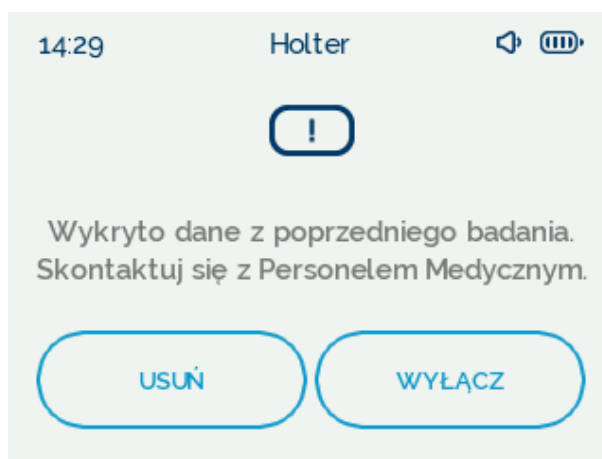 14:29 Holter
!
Wykryto dane z poprzedniego badania.
Skontaktuj się z Personelem Medycznym.
USUŃ WYŁĄCZ